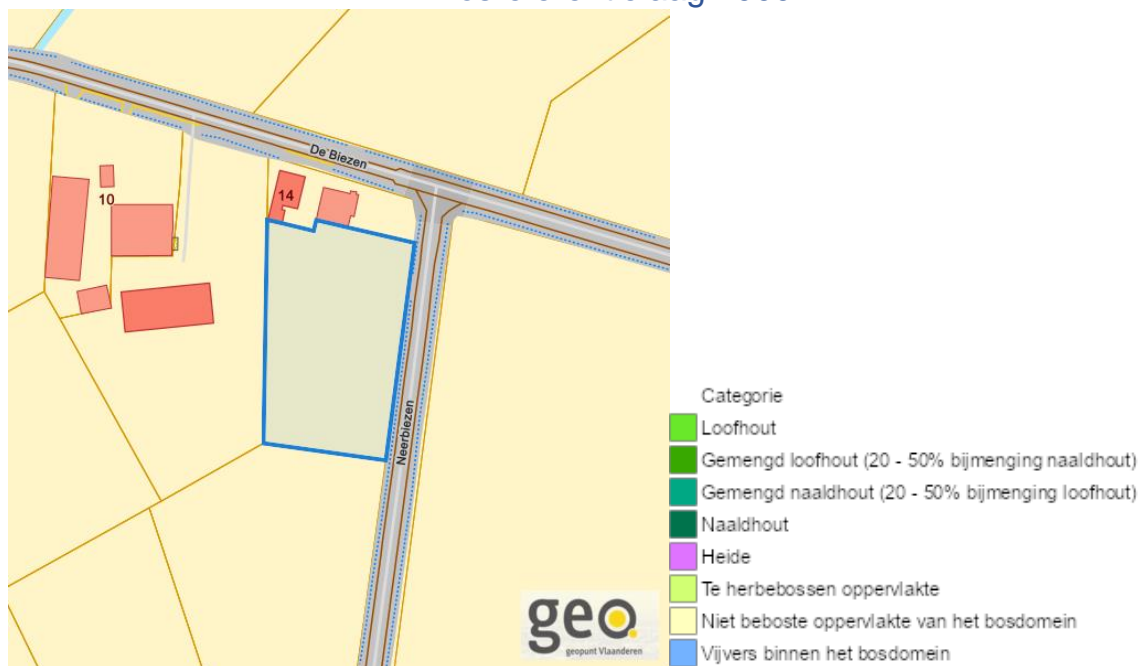 De Biezen
14
10
Neerbiezen
geo
geopunt Vlaanderen
Categorie
Loofhout
Gemengd loofhout (20 - 50% bijmenging naaldhout)
Gemengd naaldhout (20 - 50% bijmenging loofhout)
Naaldhout
Heide
Te herbebossen oppervlakte
Niet beboste oppervlakte van het bosdomein
Vijvers binnen het bosdomein